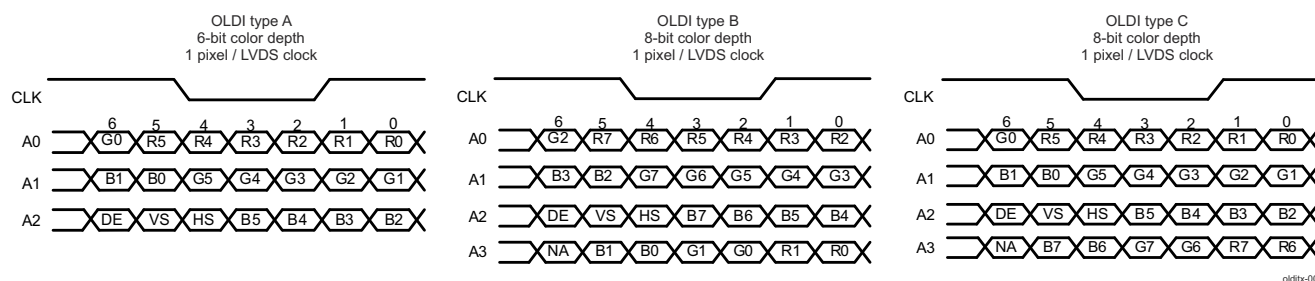 OLDI type A
6-bit color depth
1 pixel / LVDS clock
CLK
6 5 4 3 2 1 0
A0 G0 R5 R4 R3 R2 R1 R0
A1 B1 B0 G5 G4 G3 G2 G1
A2 DE VS HS B5 B4 B3 B2
OLDI type B
8-bit color depth
1 pixel / LVDS clock
CLK
6 5 4 3 2 1 0
A0 G2 R7 R6 R5 R4 R3 R2
A1 B3 B2 G7 G6 G5 G4 G3
A2 DE VS HS B7 B6 B5 B4
A3 NA B1 B0 G1 G0 R1 R0
OLDI type C
8-bit color depth
1 pixel / LVDS clock
CLK
6 5 4 3 2 1 0
A0 G0 R5 R4 R3 R2 R1 R0
A1 B1 B0 G5 G4 G3 G2 G1
A2 DE VS HS B5 B4 B3 B2
A3 NA B7 B6 G7 G6 R7 R6